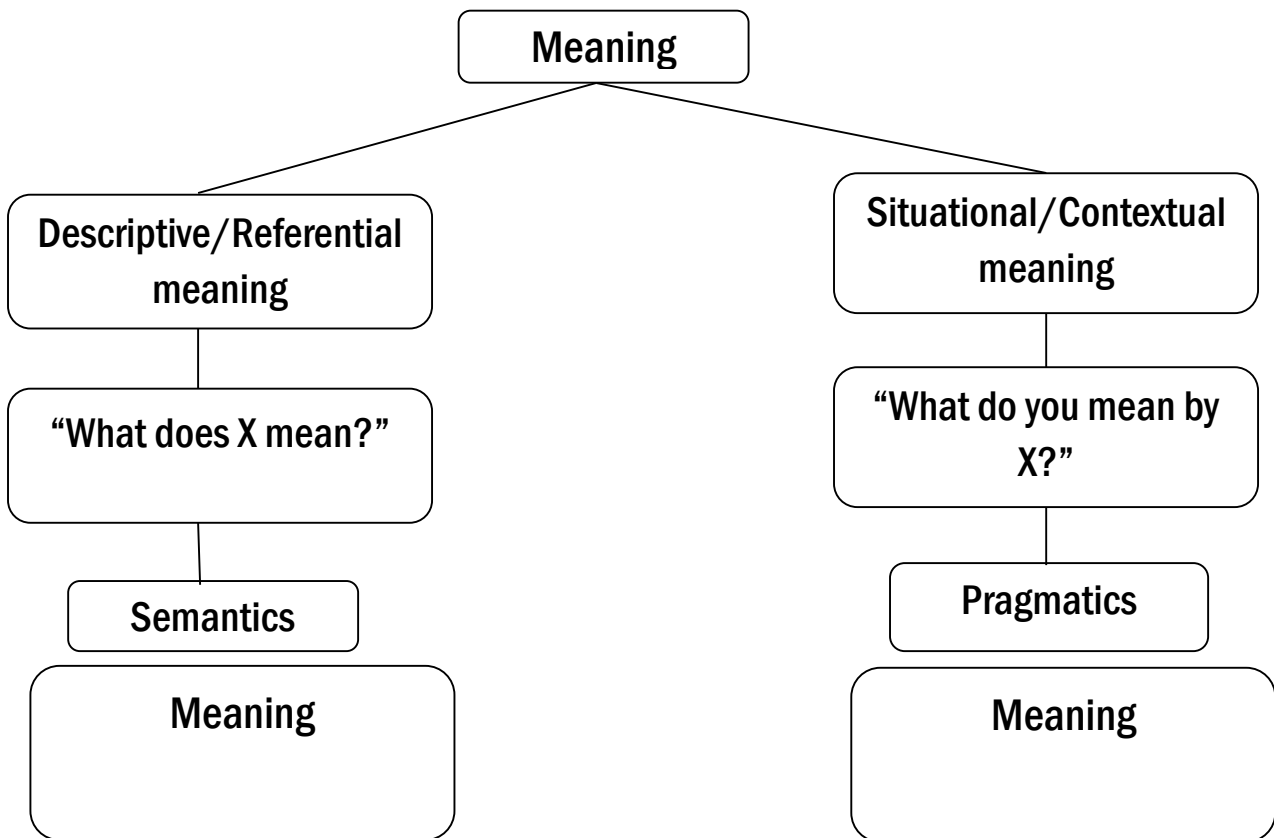 Meaning
Descriptive/Referential
meaning
Situational/Contextual
meaning
“What does X mean?”
“What do you mean by
X?”
Semantics
Pragmatics
Meaning
Meaning